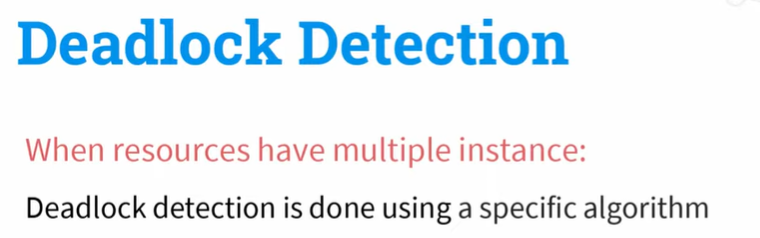 Deadlock Detection
When resources have multiple instance:
Deadlock detection is done using a specific algorithm